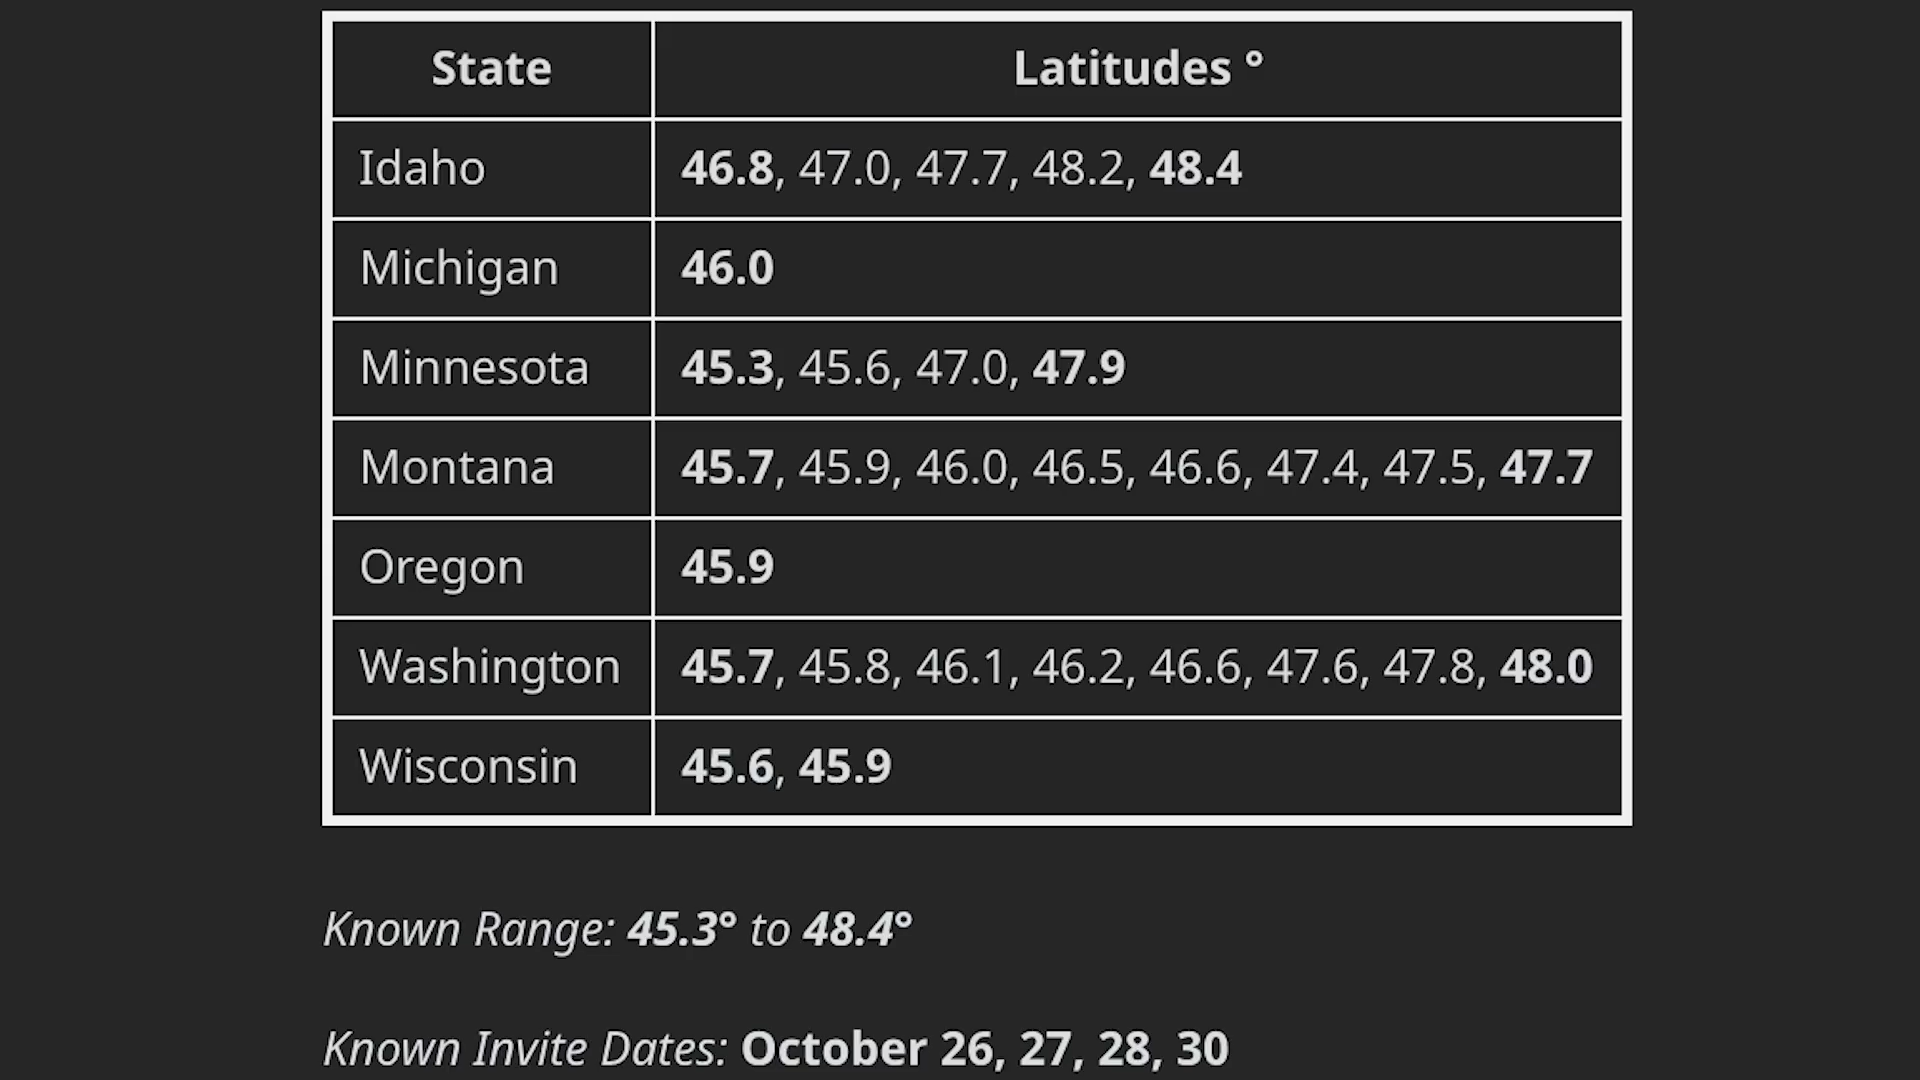 State Latitudes °
Idaho 46.8, 47.0, 47.7, 48.2, 48.4
Michigan 46.0
Minnesota 45.3, 45.6, 47.0, 47.9
Montana 45.7, 45.9, 46.0, 46.5, 46.6, 47.4, 47.5, 47.7
Oregon 45.9
Washington 45.7, 45.8, 46.1, 46.2, 46.6, 47.6, 47.8, 48.0
Wisconsin 45.6, 45.9
Known Range: 45.3° to 48.4°
Known Invite Dates: October 26, 27, 28, 30